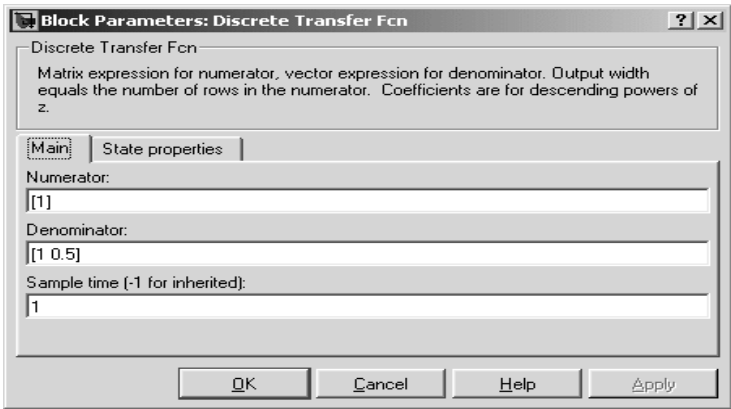 Block Parameters: Discrete Transfer Fcn
Discrete Transfer Fcn
Matrix expression for numerator, vector expression for denominator. Output width
equals the number of rows in the numerator. Coefficients are for descending powers of
z.
Main State properties
Numerator:
[1]
Denominator:
[1 0.5]
Sample time (-1 for inherited):
1
OK Cancel Help Apply